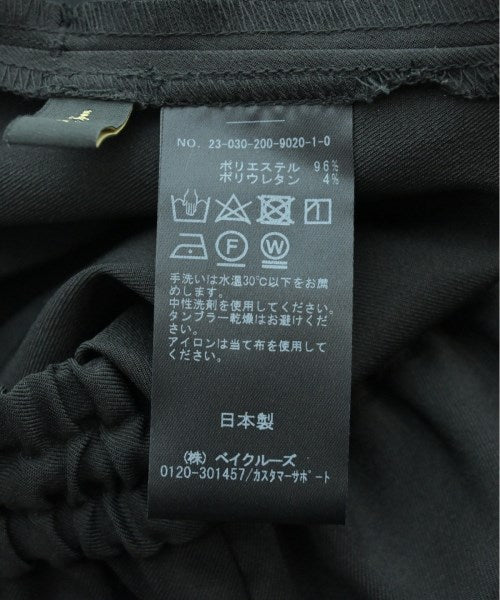 NO. 23-030-200-9020-1-0
ポリエステル 96%
ポリウレタン 4%
F W
手洗いは水温30℃以下をお薦
めします。
中性洗剤を使用してください。
タンブラー乾燥はお避けくだ
さい。
アイロンは当て布を使用してく
ださい。
日本製
(株) ベイクルーズ
0120-301457/カスタマーサポート